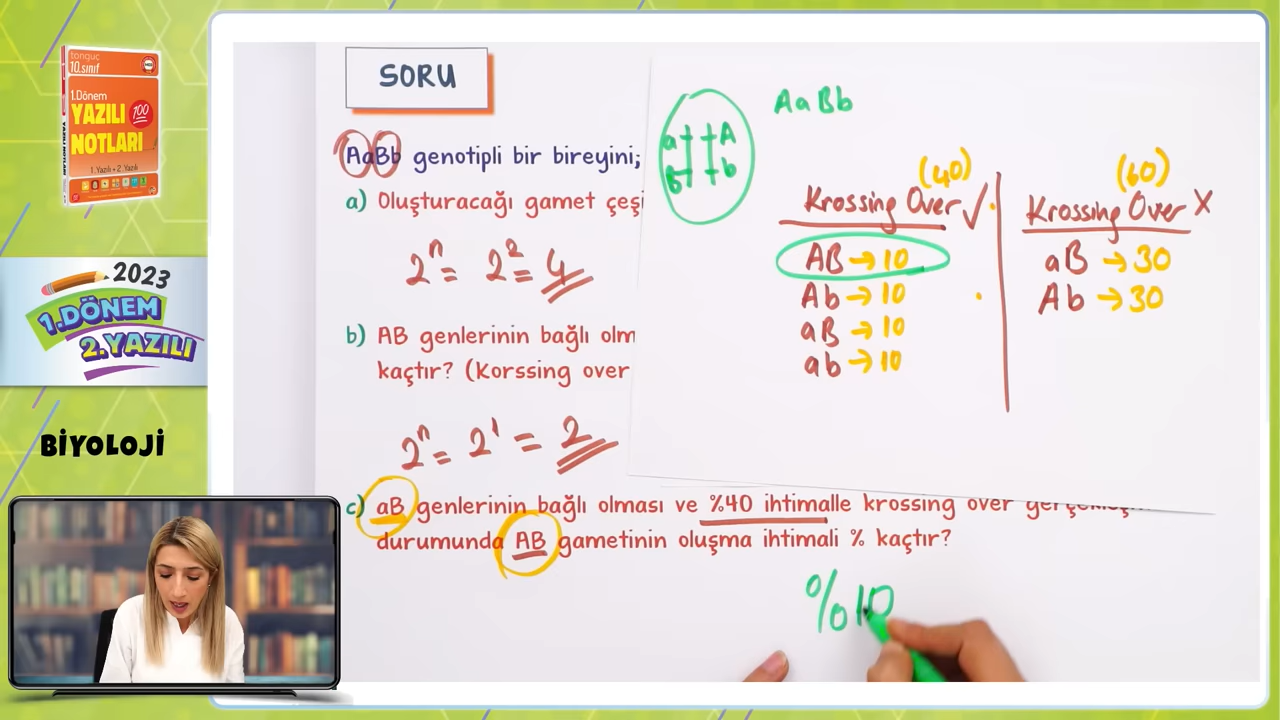 tonguç
10.sınıf
1.Dönem
YAZILI
100
NOTLARI
YAZILI NOTLARI
1.Yazılı + 2.Yazılı
2023
1.DÖNEM
2.YAZILI
BİYOLOJİ
SORU
AaBb genotipli bir bireyini;
a) Oluşturacağı gamet çeşi
2ⁿ = 2² = 4
b) AB genlerinin bağlı olm
kaçtır? (Korssing over
2ⁿ = 2¹ = 2
c) aB genlerinin bağlı olması ve %40 ihtimalle krossing over
durumunda AB gametinin oluşma ihtimali % kaçtır?
%10
AaBb
a A
B b
(40)
Krossing Over ✓
AB → 10
Ab → 10
aB → 10
ab → 10
(60)
Krossing Over X
aB → 30
Ab → 30